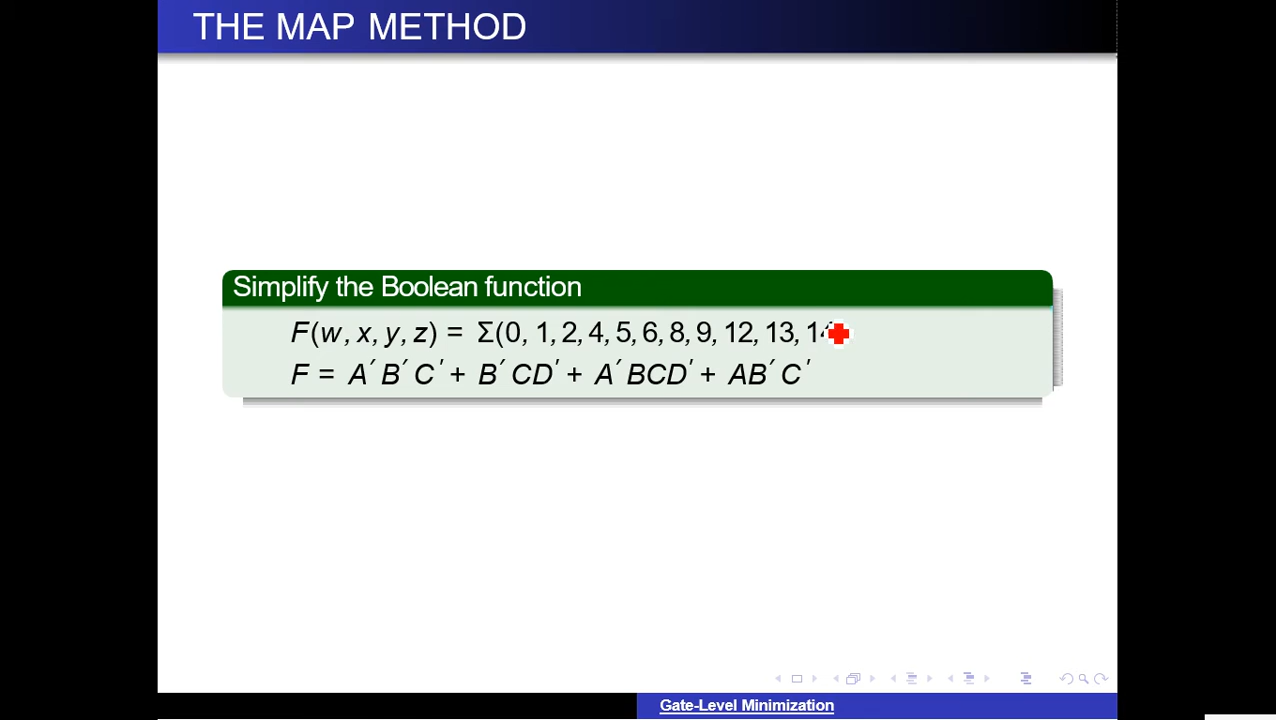 THE MAP METHOD
Simplify the Boolean function
F(w, x, y, z) = Σ(0, 1, 2, 4, 5, 6, 8, 9, 12, 13, 14
F = A′B′C′ + B′CD′ + A′BCD′ + AB′C′
Gate-Level Minimization